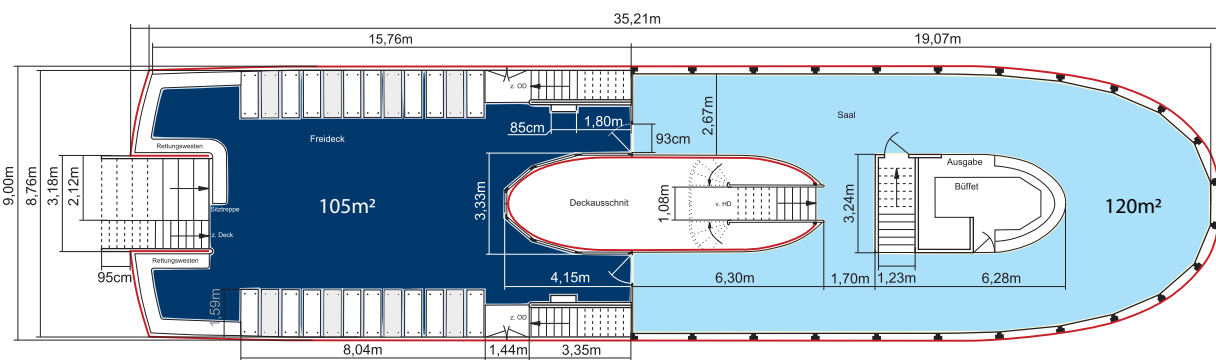 35,21m
15,76m
19,07m
z. OD
2,67m
Saal
85cm
1,80m
93cm
Freideck
Rettungswesten
Ausgabe
Büffet
9,00m
8,76m
3,18m
2,12m
Sitztreppe
105m²
3,33m
Deckausschnit
1,08m
v. HD
3,24m
120m²
z. Deck
Rettungswesten
95cm
4,15m
6,30m
1,70m
1,23m
6,28m
1,59m
z. OD
8,04m
1,44m
3,35m